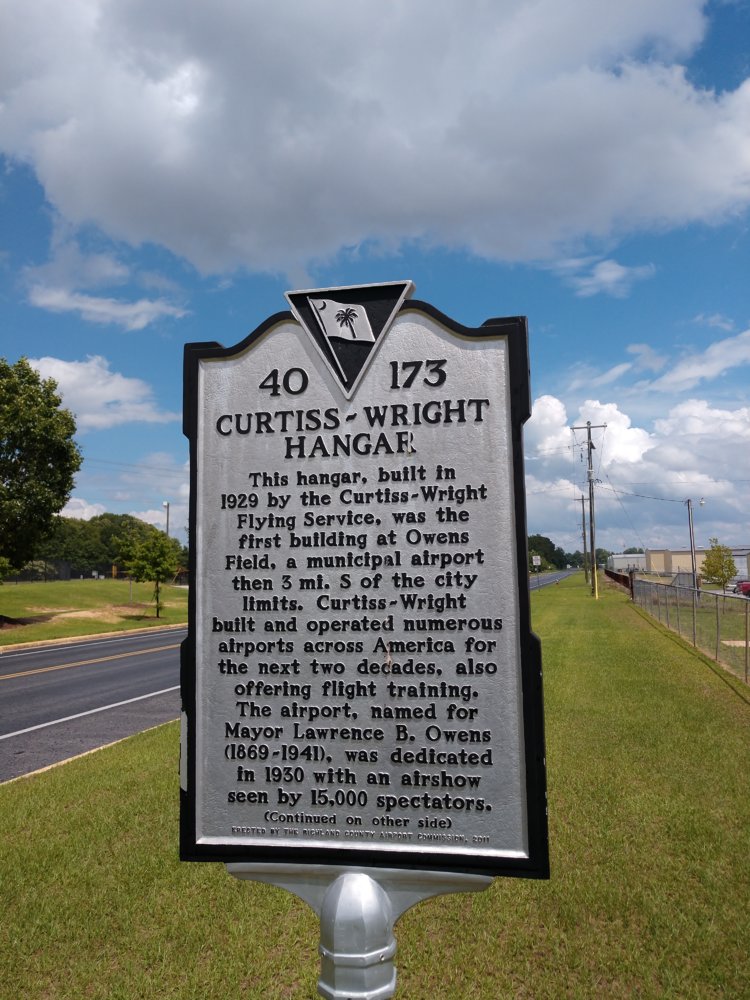 40 173
CURTISS-WRIGHT
HANGAR
This hangar, built in
1929 by the Curtiss-Wright
Flying Service, was the
first building at Owens
Field, a municipal airport
then 3 mi. S of the city
limits. Curtiss-Wright
built and operated numerous
airports across America for
the next two decades, also
offering flight training.
The airport, named for
Mayor Lawrence B. Owens
(1869-1941), was dedicated
in 1930 with an airshow
seen by 15,000 spectators.
(Continued on other side)
ERECTED BY THE RICHLAND COUNTY AIRPORT COMMISSION, 2011